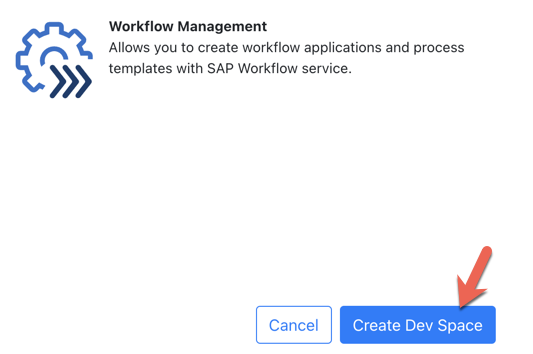 Workflow Management
Allows you to create workflow applications and process
templates with SAP Workflow service.
Cancel
Create Dev Space